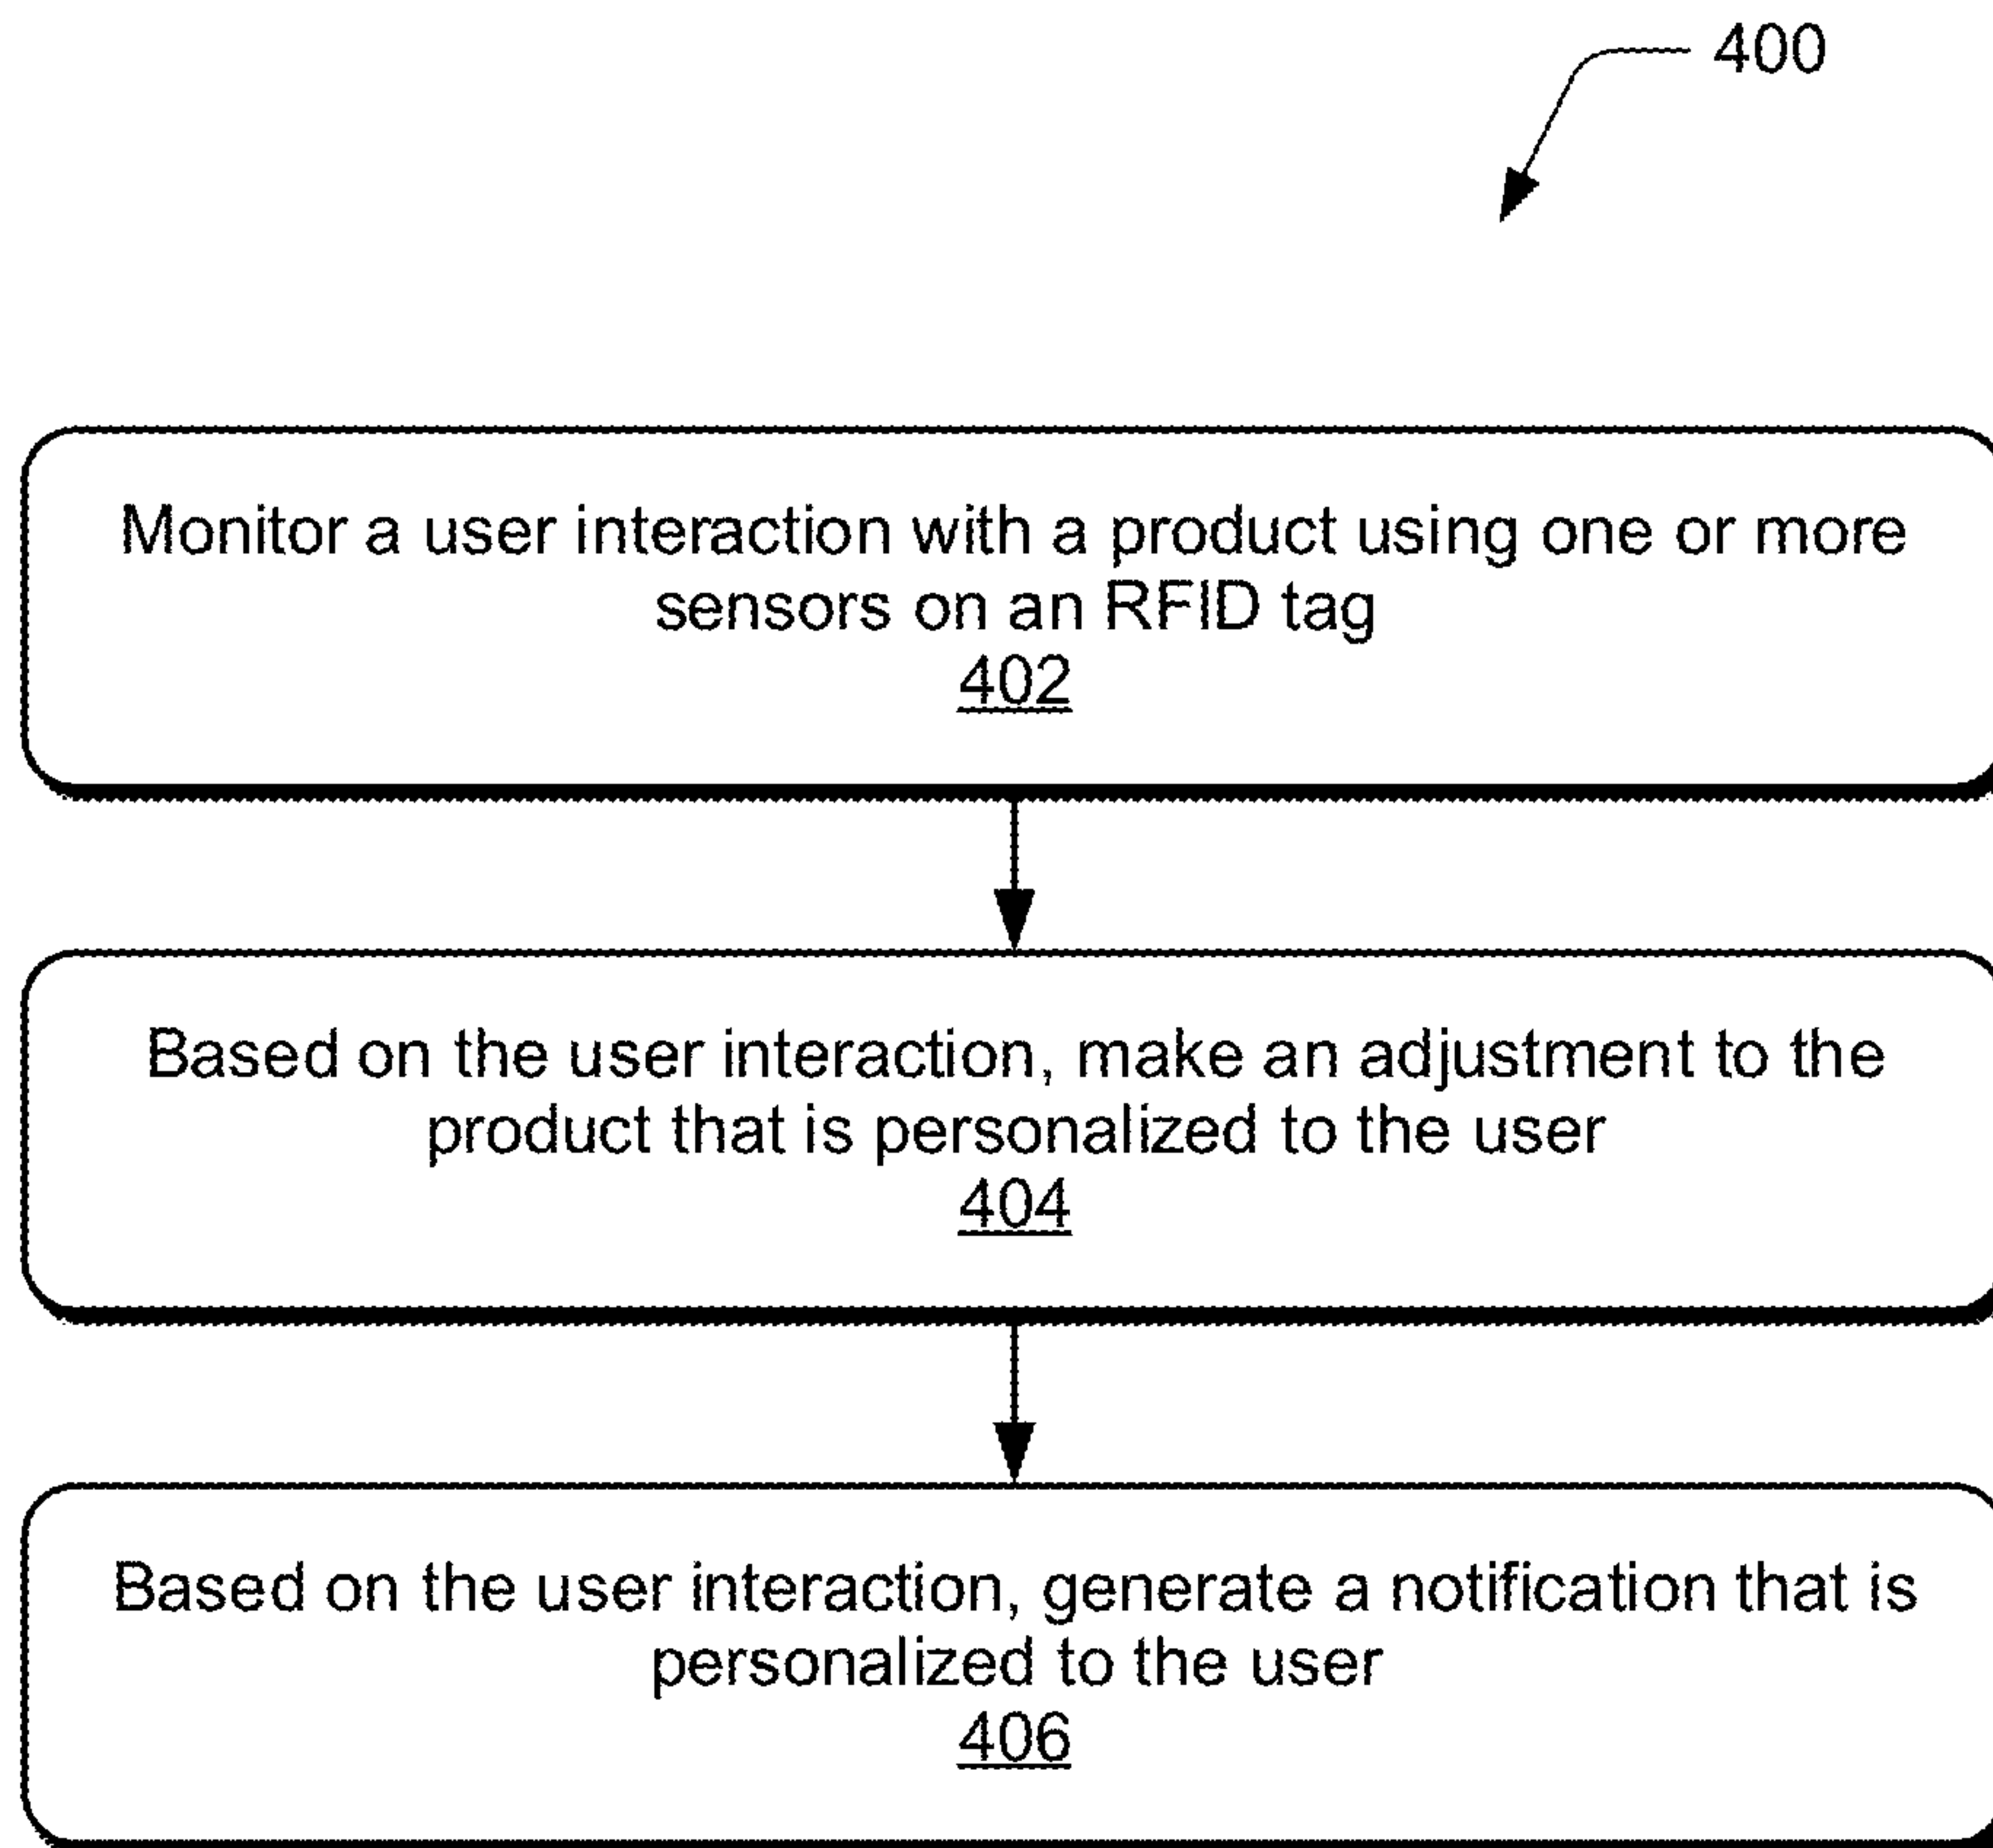 400
Monitor a user interaction with a product using one or more
sensors on an RFID tag
402
Based on the user interaction, make an adjustment to the
product that is personalized to the user
404
Based on the user interaction, generate a notification that is
personalized to the user
406